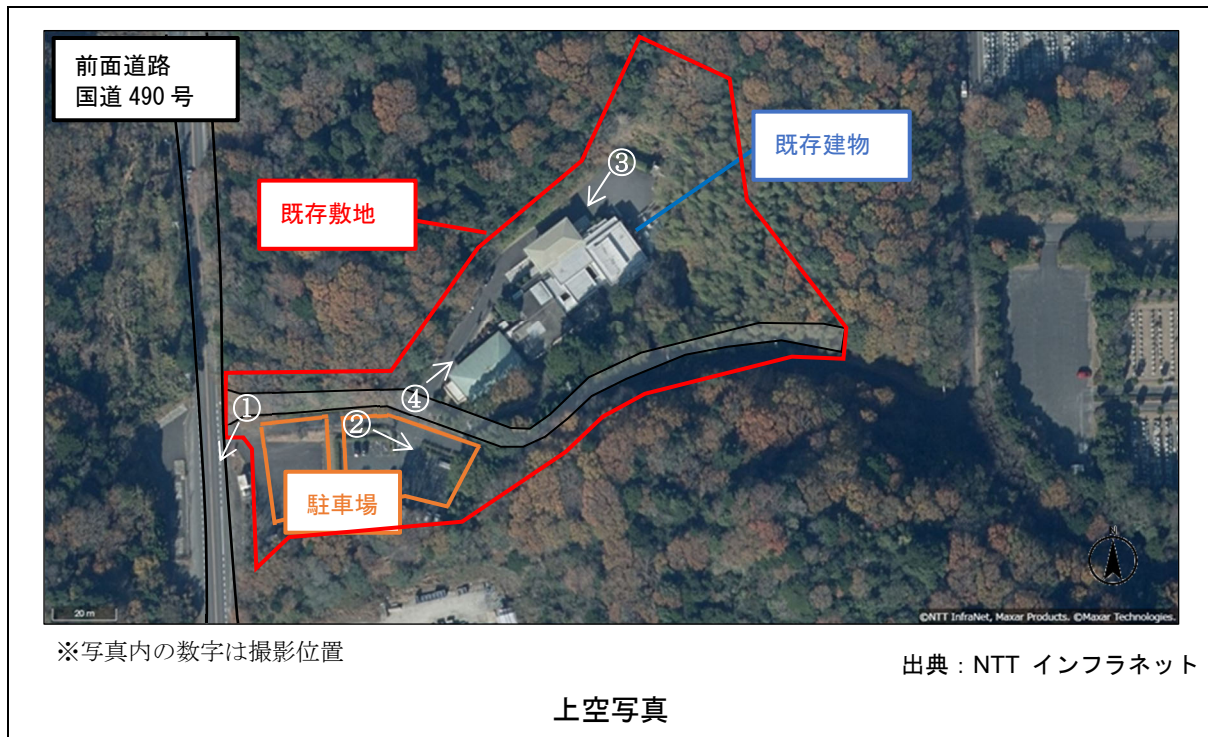 前面道路
国道 490 号
既存建物
③
既存敷地
④
①
②
駐車場
N
20 m
©NTT InfraNet, Maxar Products. ©Maxar Technologies.
※写真内の数字は撮影位置
出典：NTT インフラネット
上空写真